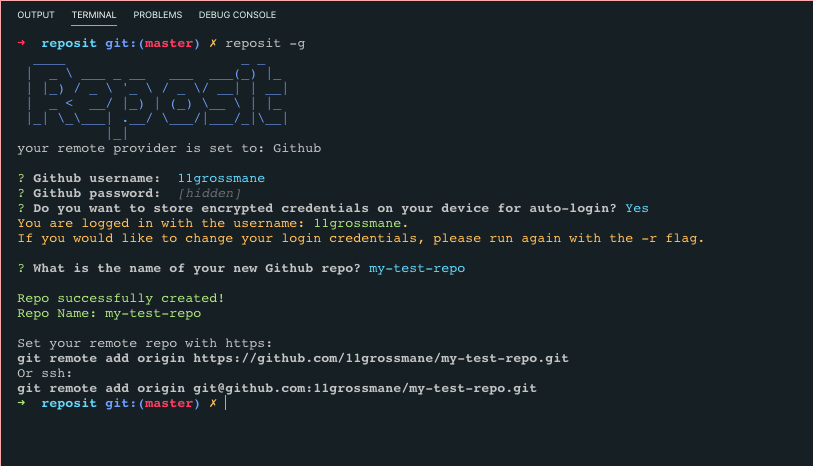 OUTPUT TERMINAL PROBLEMS DEBUG CONSOLE
➜ reposit git:(master) ✗ reposit -g
Reposit
your remote provider is set to: Github
? Github username: 11grossmane
? Github password: [hidden]
? Do you want to store encrypted credentials on your device for auto-login? Yes
You are logged in with the username: 11grossmane.
If you would like to change your login credentials, please run again with the -r flag.
? What is the name of your new Github repo? my-test-repo
Repo successfully created!
Repo Name: my-test-repo
Set your remote repo with https:
git remote add origin https://github.com/11grossmane/my-test-repo.git
Or ssh:
git remote add origin git@github.com:11grossmane/my-test-repo.git
➜ reposit git:(master) ✗